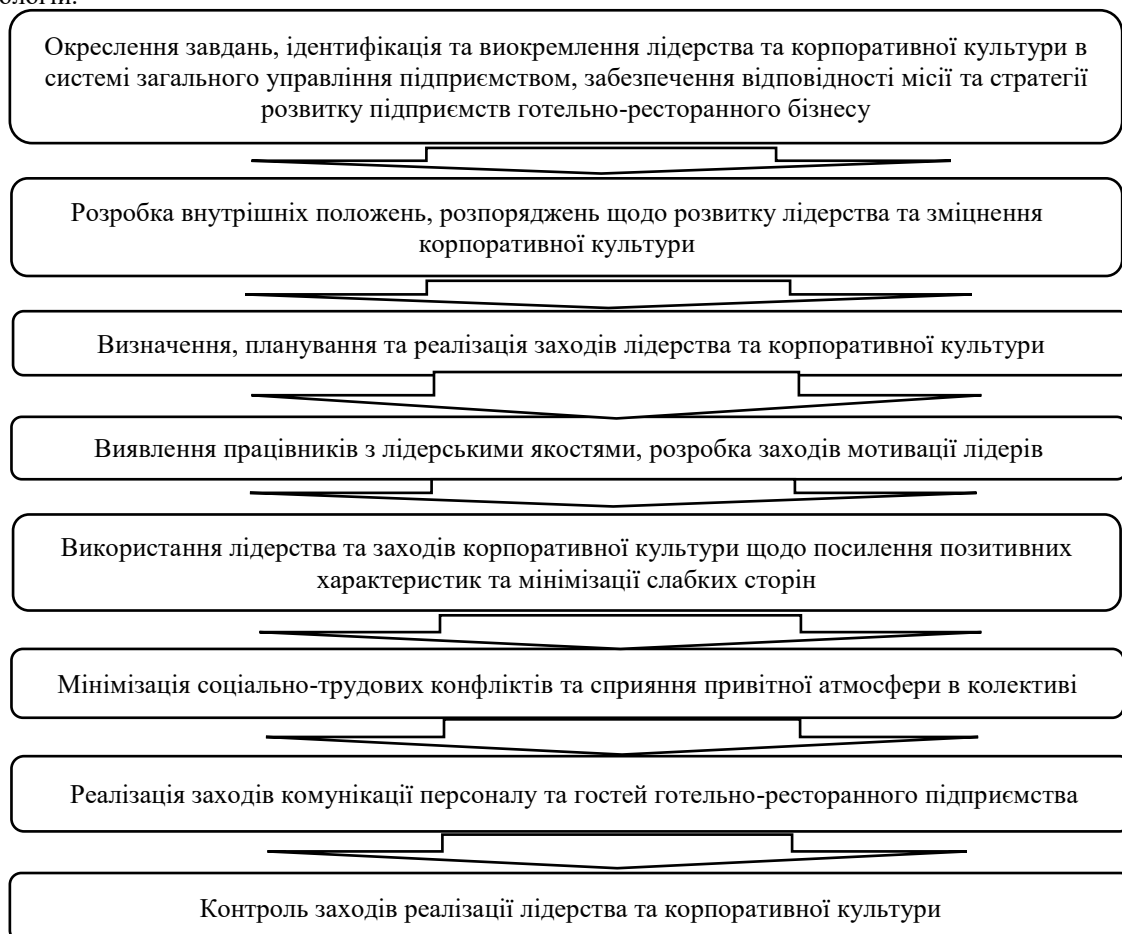 Окреслення завдань, ідентифікація та виокремлення лідерства та корпоративної культури в
системі загального управління підприємством, забезпечення відповідності місії та стратегії
розвитку підприємств готельно-ресторанного бізнесу
Розробка внутрішніх положень, розпоряджень щодо розвитку лідерства та зміцнення
корпоративної культури
Визначення, планування та реалізація заходів лідерства та корпоративної культури
Виявлення працівників з лідерськими якостями, розробка заходів мотивації лідерів
Використання лідерства та заходів корпоративної культури щодо посилення позитивних
характеристик та мінімізації слабких сторін
Мінімізація соціально-трудових конфліктів та сприяння привітної атмосфери в колективі
Реалізація заходів комунікації персоналу та гостей готельно-ресторанного підприємства
Контроль заходів реалізації лідерства та корпоративної культури